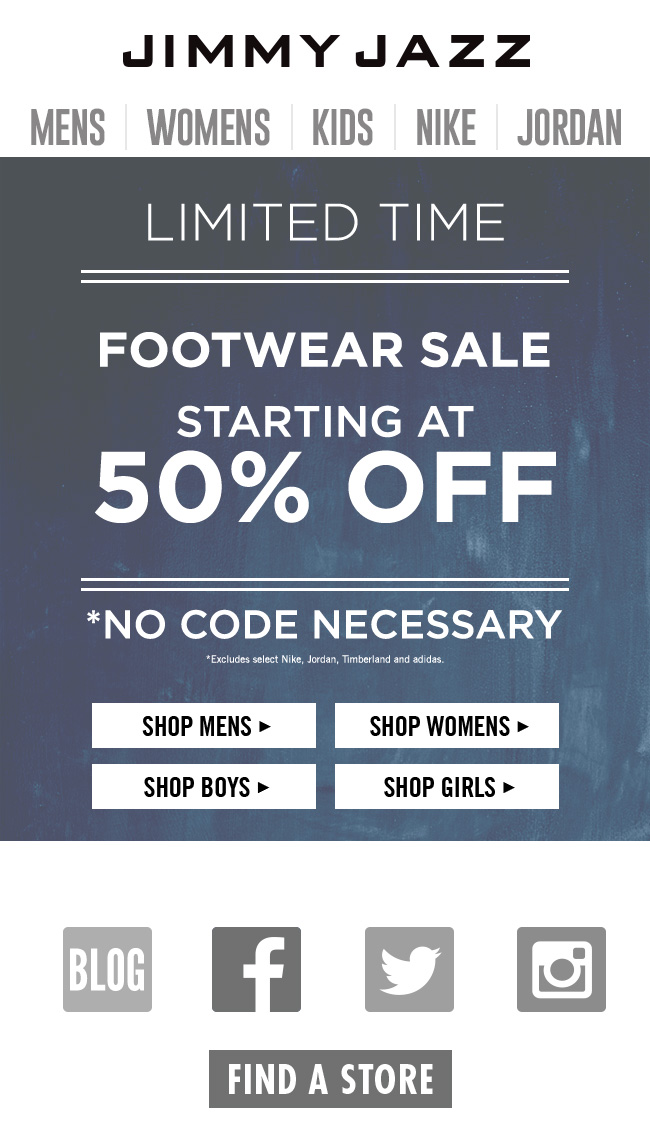 JIMMY JAZZ
MENS WOMENS KIDS NIKE JORDAN
LIMITED TIME
FOOTWEAR SALE
STARTING AT
50% OFF
*NO CODE NECESSARY
*Excludes select Nike, Jordan, Timberland and adidas.
SHOP MENS ▸ SHOP WOMENS ▸
SHOP BOYS ▸ SHOP GIRLS ▸
BLOG
FIND A STORE